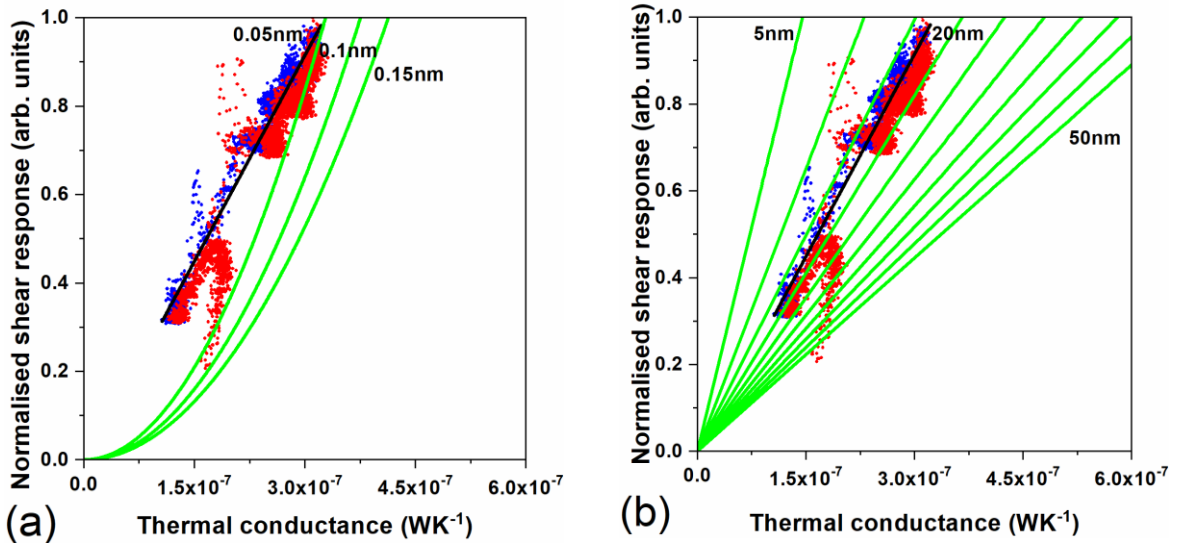 Normalised shear response (arb. units)
1.0
0.8
0.6
0.4
0.2
0.0
0.05nm
0.1nm
0.15nm
0.0
1.5x10⁻⁷
3.0x10⁻⁷
4.5x10⁻⁷
6.0x10⁻⁷
Thermal conductance (WK⁻¹)
(a)
Normalised shear response (arb. units)
1.0
0.8
0.6
0.4
0.2
0.0
5nm
20nm
50nm
0.0
1.5x10⁻⁷
3.0x10⁻⁷
4.5x10⁻⁷
6.0x10⁻⁷
Thermal conductance (WK⁻¹)
(b)